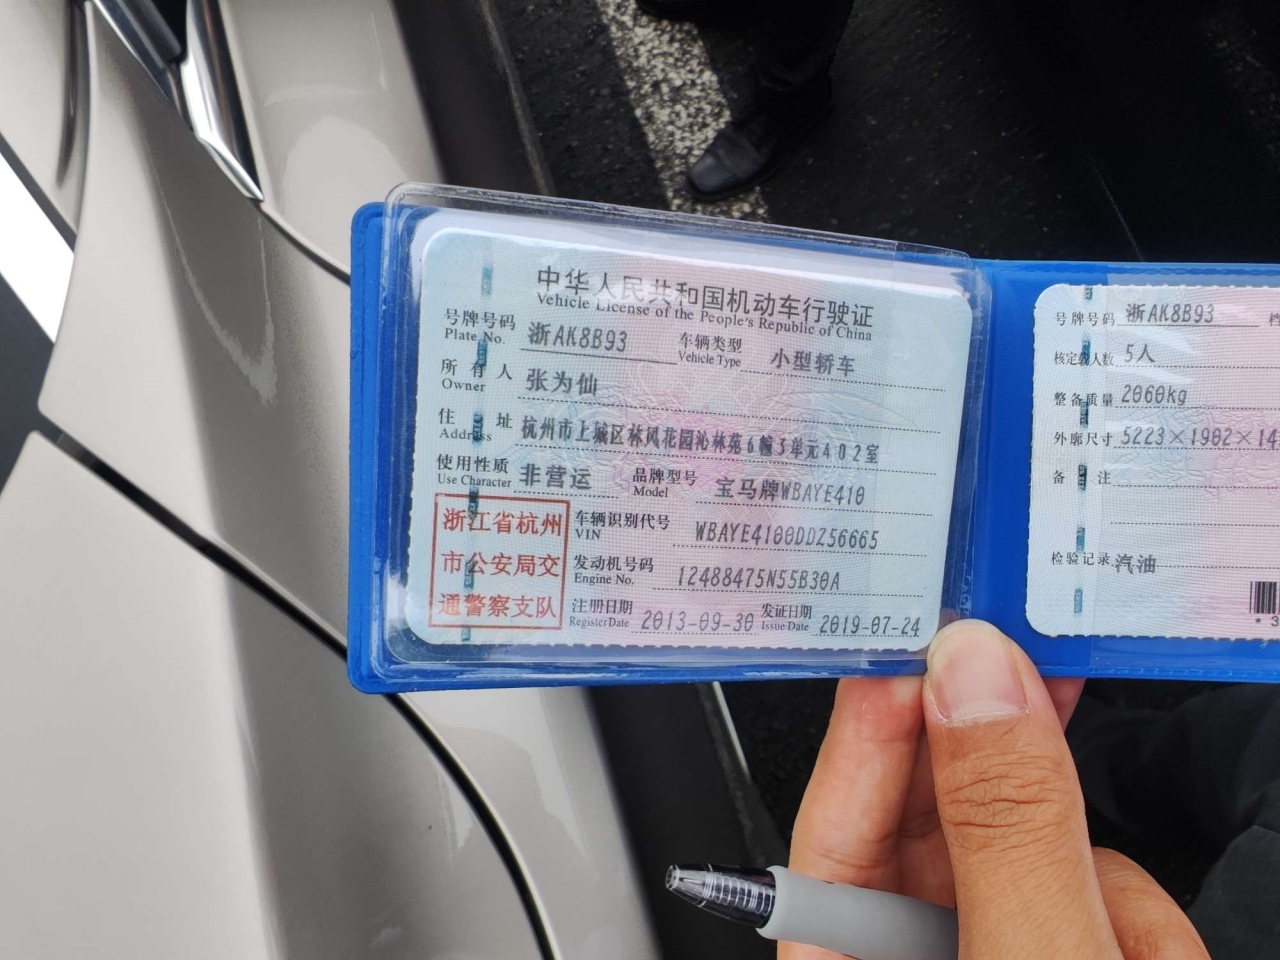 中华人民共和国机动车行驶证
Vehicle License of the People's Republic of China
号牌号码 浙AK8B93 车辆类型 小型轿车
Plate No. Vehicle Type
所有人 张为仙
Owner
住址 杭州市上城区林风花园沁林苑6幢3单元402室
Address
使用性质 非营运 品牌型号 宝马牌WBAYE410
Use Character Model
浙江省杭州
市公安局交
通警察支队
车辆识别代号 WBAYE4100DDZ56665
VIN
发动机号码 12488475N55B30A
Engine No.
注册日期 2013-09-30 发证日期 2019-07-24
Register Date Issue Date
号牌号码 浙AK8B93
核定载人数 5人
整备质量 2060kg
外廓尺寸 5223×1902×14
备注
检验记录 汽油
* 3